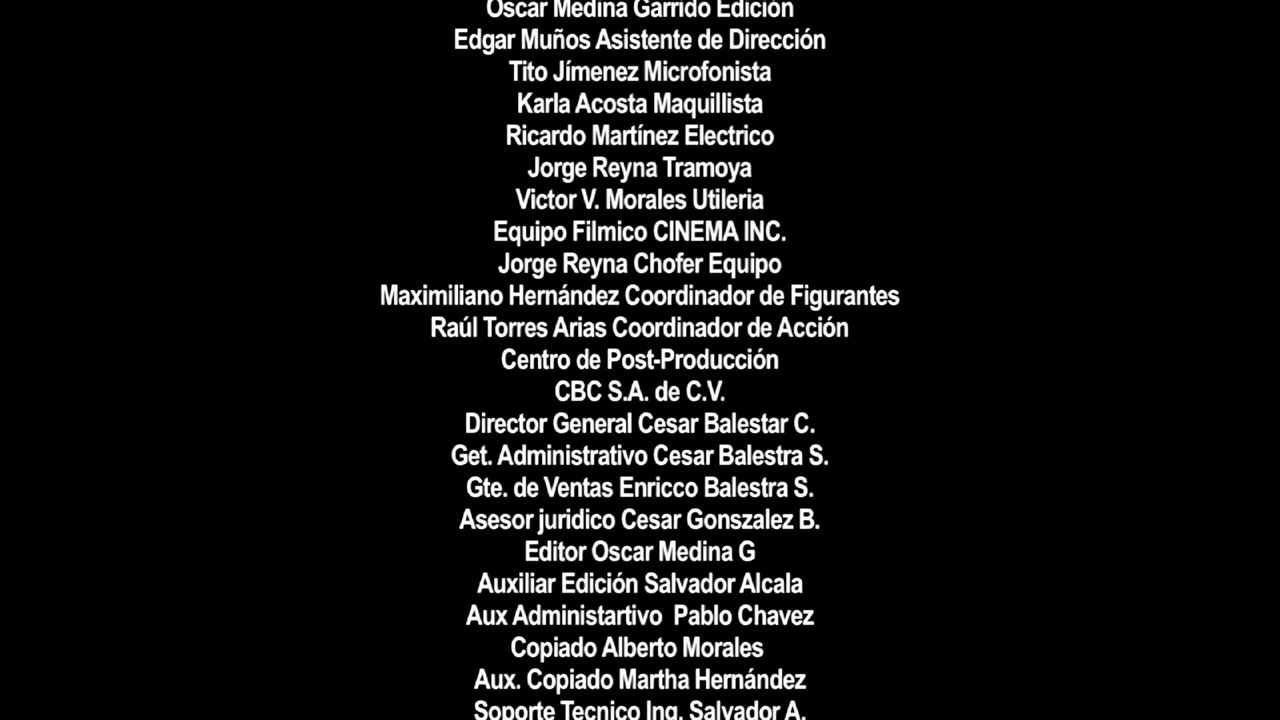 Oscar Medina Garrido Edición
Edgar Muños Asistente de Dirección
Tito Jímenez Microfonista
Karla Acosta Maquillista
Ricardo Martínez Electrico
Jorge Reyna Tramoya
Victor V. Morales Utileria
Equipo Filmico CINEMA INC.
Jorge Reyna Chofer Equipo
Maximiliano Hernández Coordinador de Figurantes
Raúl Torres Arias Coordinador de Acción
Centro de Post-Producción
CBC S.A. de C.V.
Director General Cesar Balestar C.
Get. Administrativo Cesar Balestra S.
Gte. de Ventas Enricco Balestra S.
Asesor juridico Cesar Gonszalez B.
Editor Oscar Medina G
Auxiliar Edición Salvador Alcala
Aux Administartivo  Pablo Chavez
Copiado Alberto Morales
Aux. Copiado Martha Hernández
Soporte Tecnico Ing. Salvador A.